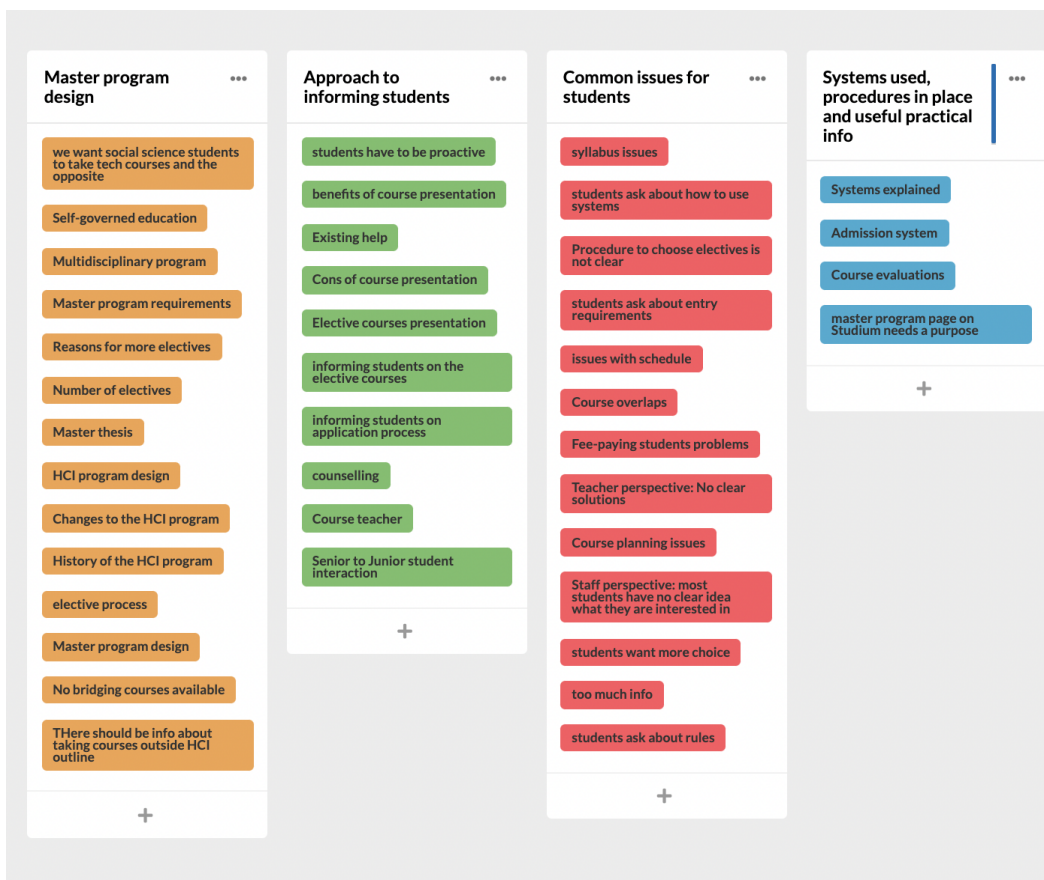 Master program
design
•••
we want social science students
to take tech courses and the
opposite
Self-governed education
Multidisciplinary program
Master program requirements
Reasons for more electives
Number of electives
Master thesis
HCI program design
Changes to the HCI program
History of the HCI program
elective process
Master program design
No bridging courses available
THere should be info about
taking courses outside HCI
outline
+
Approach to
informing students
•••
students have to be proactive
benefits of course presentation
Existing help
Cons of course presentation
Elective courses presentation
informing students on the
elective courses
informing students on
application process
counselling
Course teacher
Senior to Junior student
interaction
+
Common issues for
students
•••
syllabus issues
students ask about how to use
systems
Procedure to choose electives is
not clear
students ask about entry
requirements
issues with schedule
Course overlaps
Fee-paying students problems
Teacher perspective: No clear
solutions
Course planning issues
Staff perspective: most
students have no clear idea
what they are interested in
students want more choice
too much info
students ask about rules
+
Systems used,
procedures in place
and useful practical
info
•••
Systems explained
Admission system
Course evaluations
master program page on
Studium needs a purpose
+